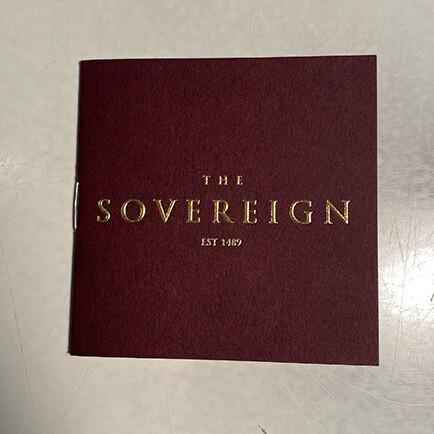 THE
SOVEREIGN
EST 1489